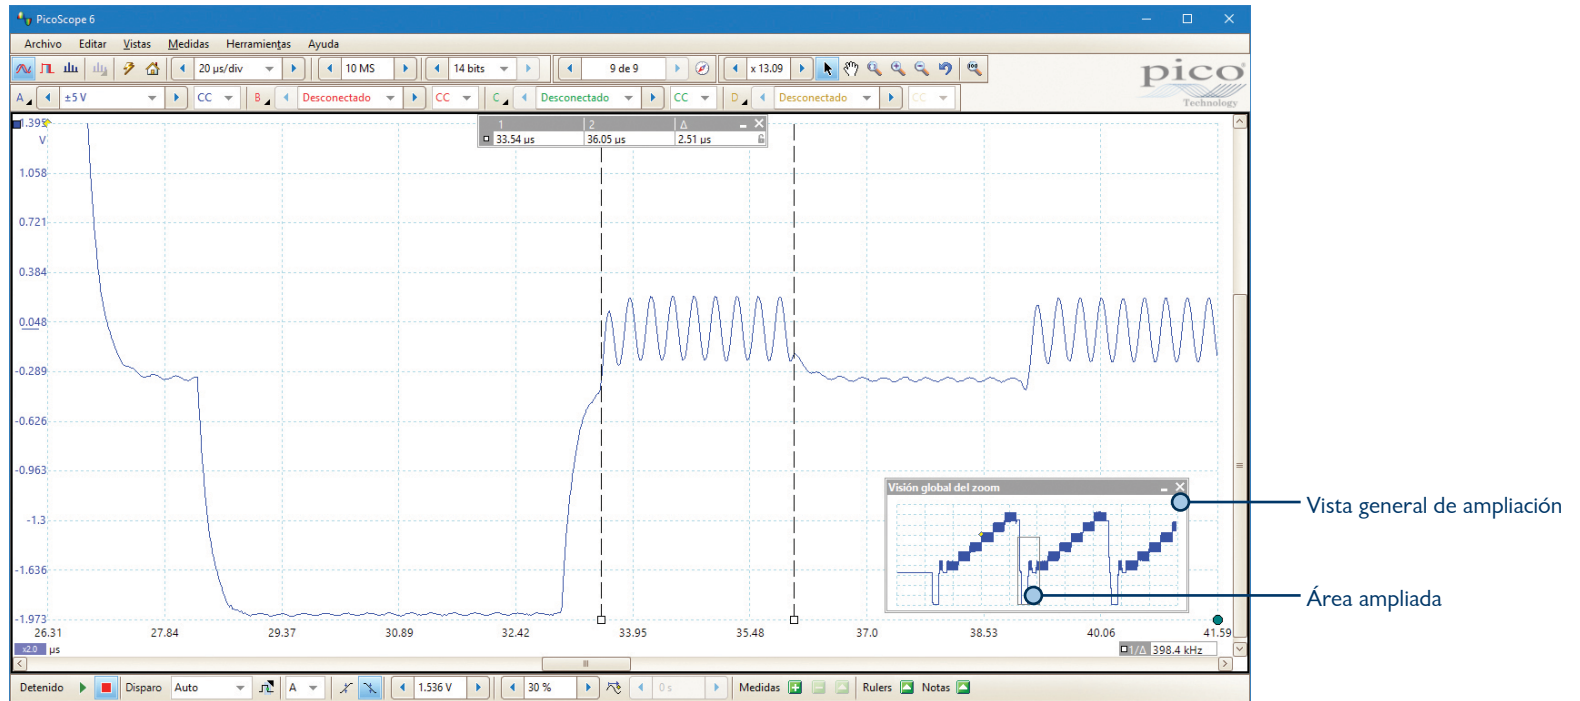 PicoScope 6
Archivo Editar Vistas Medidas Herramientas Ayuda
20 µs/div 10 MS 14 bits 9 de 9 x 13.09
pico
Technology
A ±5 V CC B Desconectado CC C Desconectado CC D Desconectado CC
1 2 Δ
33.54 µs 36.05 µs 2.51 µs
1.395
V
1.058
0.721
0.384
0.048
-0.289
-0.626
-0.963
-1.3
-1.636
-1.973
Visión global del zoom
Vista general de ampliación
Área ampliada
26.31 27.84 29.37 30.89 32.42 33.95 35.48 37.0 38.53 40.06 41.59
x2.0 µs
1/Δ 398.4 kHz
Detenido Disparo Auto A 1.536 V 30 % 0 s Medidas Rulers Notas